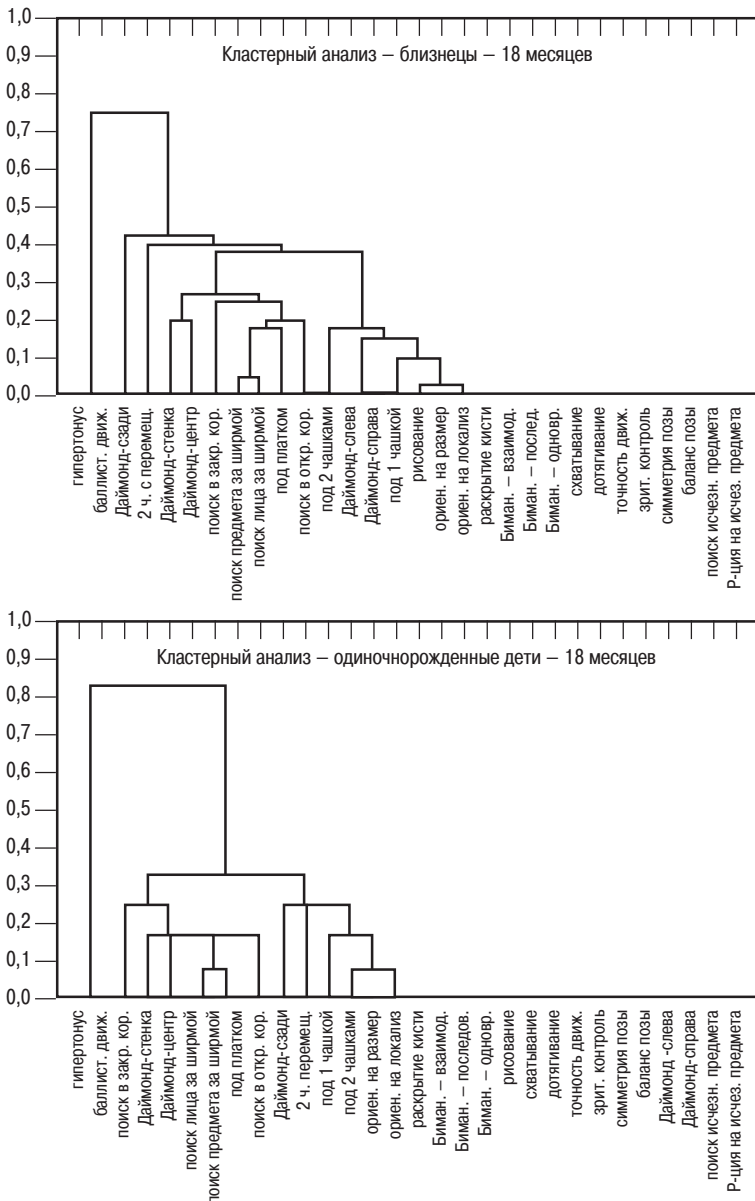 1,0
Кластерный анализ – близнецы – 18 месяцев
0,9
0,8
0,7
0,6
0,5
0,4
0,3
0,2
0,1
0,0
гипертонус
баллист. движ.
Даймонд-сзади
2 ч. с перемещ.
Даймонд-стенка
Даймонд-центр
поиск в закр. кор.
поиск предмета за ширмой
поиск лица за ширмой
под платком
поиск в откр. кор.
под 2 чашками
Даймонд-слева
Даймонд-справа
под 1 чашкой
рисование
ориен. на размер
ориен. на локализ
раскрытие кисти
Биман. – взаимод.
Биман. – послед.
Биман. – одновр.
схватывание
дотягивание
точность движ.
зрит. контроль
симметрия позы
баланс позы
поиск исчезн. предмета
Р-ция на исчез. предмета
1,0
0,9
Кластерный анализ – одиночнорожденные дети – 18 месяцев
0,8
0,7
0,6
0,5
0,4
0,3
0,2
0,1
0,0
гипертонус
баллист. движ.
поиск в закр. кор.
Даймонд-стенка
Даймонд-центр
поиск лица за ширмой
поиск предмета за ширмой
под платком
поиск в откр. кор.
Даймонд-сзади
2 ч. перемещ.
под 1 чашкой
под 2 чашками
ориен. на размер
ориен. на локализ
раскрытие кисти
Биман. – взаимод.
Биман. – последов.
Биман. – одновр.
рисование
схватывание
дотягивание
точность движ.
зрит. контроль
симметрия позы
баланс позы
Даймонд -слева
Даймонд-справа
поиск исчезн. предмета
Р-ция на исчез. предмета